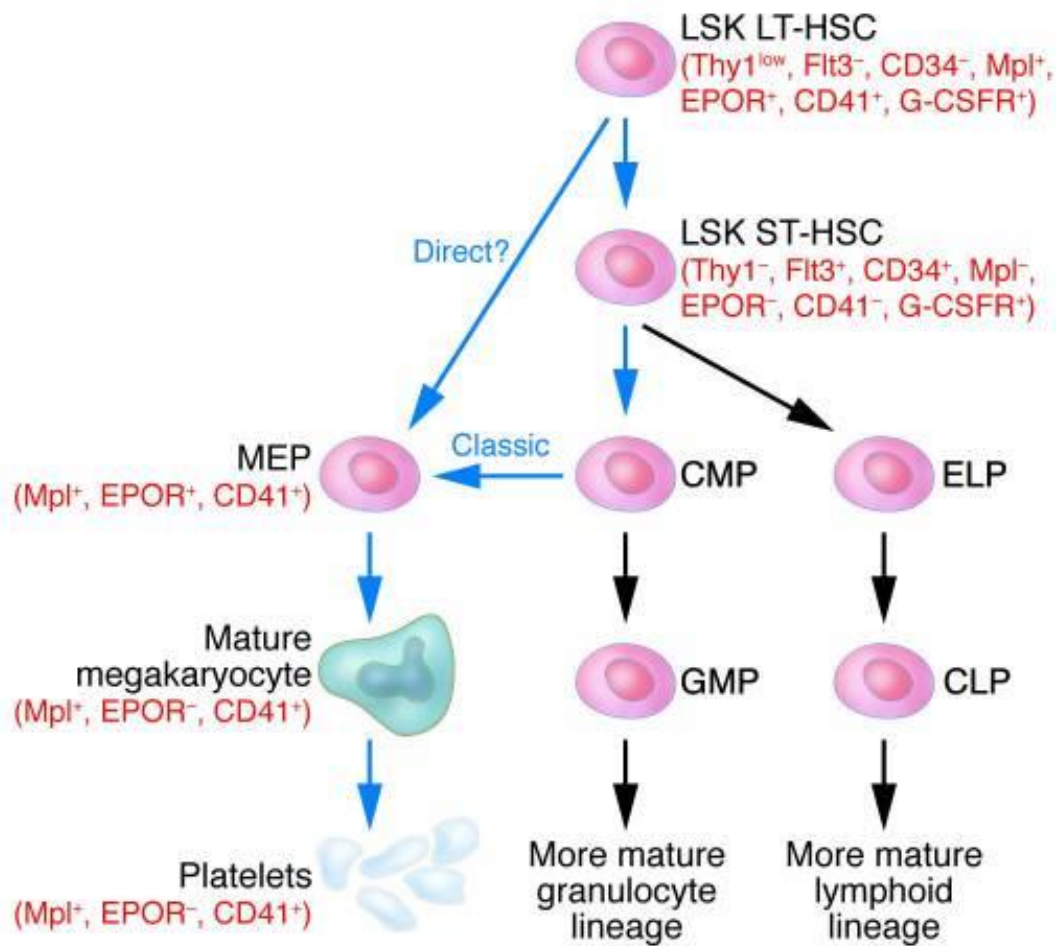 LSK LT-HSC
(Thy1ˡᵒʷ, Flt3⁻, CD34⁻, Mpl⁺,
EPOR⁺, CD41⁺, G-CSFR⁺)
Direct?
LSK ST-HSC
(Thy1⁻, Flt3⁺, CD34⁺, Mpl⁻,
EPOR⁻, CD41⁻, G-CSFR⁺)
MEP
(Mpl⁺, EPOR⁺, CD41⁺)
Classic
CMP
ELP
Mature
megakaryocyte
(Mpl⁺, EPOR⁻, CD41⁺)
GMP
CLP
Platelets
(Mpl⁺, EPOR⁻, CD41⁺)
More mature
granulocyte
lineage
More mature
lymphoid
lineage